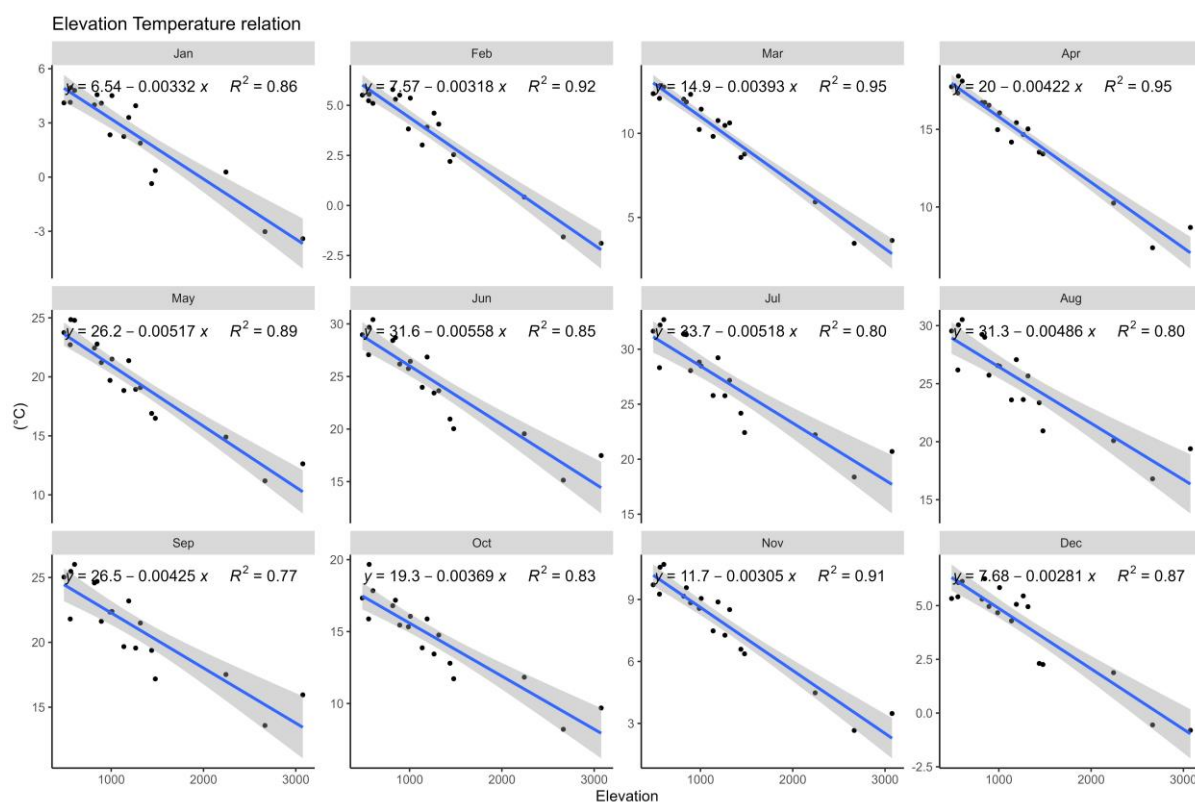 Elevation Temperature relation
Jan Feb Mar Apr
6
y = 6.54 − 0.00332 x R² = 0.86
3
0
-3
y = 7.57 − 0.00318 x R² = 0.92
5.0
2.5
0.0
-2.5
y = 14.9 − 0.00393 x R² = 0.95
10
5
y = 20 − 0.00422 x R² = 0.95
15
10
May Jun Jul Aug
25
y = 26.2 − 0.00517 x R² = 0.89
20
15
10
30
y = 31.6 − 0.00558 x R² = 0.85
25
20
15
y = 33.7 − 0.00518 x R² = 0.80
30
25
20
15
30
y = 31.3 − 0.00486 x R² = 0.80
25
20
15
(°C)
Sep Oct Nov Dec
25
y = 26.5 − 0.00425 x R² = 0.77
20
15
20
y = 19.3 − 0.00369 x R² = 0.83
15
10
y = 11.7 − 0.00305 x R² = 0.91
9
6
3
y = 7.68 − 0.00281 x R² = 0.87
5.0
2.5
0.0
-2.5
1000 2000 3000 1000 2000 3000 1000 2000 3000 1000 2000 3000
Elevation